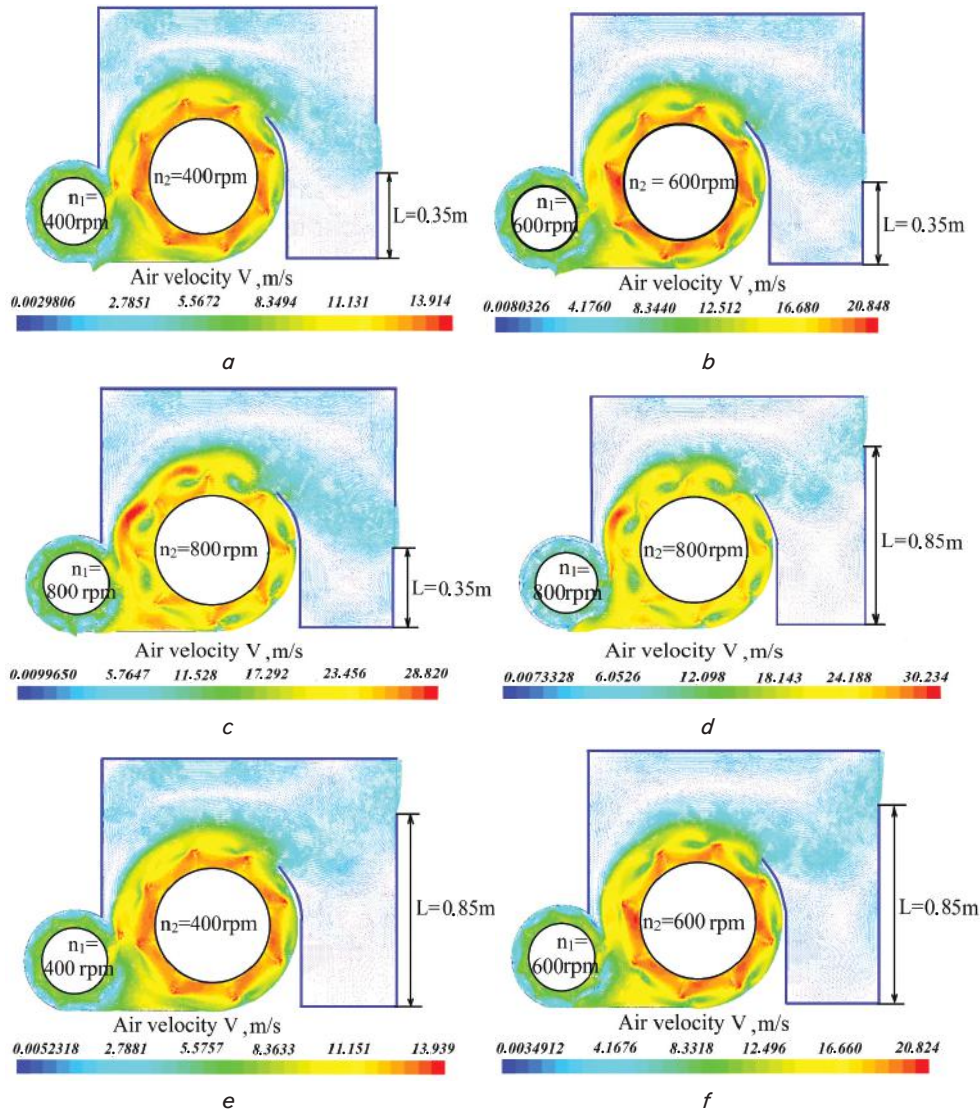 n₂=400rpm
n₁=
400rpm
L=0.35m
Air velocity V ,m/s
0.0029806 2.7851 5.5672 8.3494 11.131 13.914
a
n₂ = 600rpm
n₁=
600rpm
L=0.35m
Air velocity V ,m/s
0.0080326 4.1760 8.3440 12.512 16.680 20.848
b
n₂=800rpm
n₁=
800 rpm
L=0.35m
Air velocity V ,m/s
0.0099650 5.7647 11.528 17.292 23.456 28.820
c
n₂=800rpm
n₁=
800rpm
L=0.85m
Air velocity V ,m/s
0.0073328 6.0526 12.098 18.143 24.188 30.234
d
n₂=400rpm
n₁=
400 rpm
L=0.85m
Air velocity V ,m/s
0.0052318 2.7881 5.5757 8.3633 11.151 13.939
e
n₂=600 rpm
n₁=
600rpm
L=0.85m
Air velocity V ,m/s
0.0034912 4.1676 8.3318 12.496 16.660 20.824
f